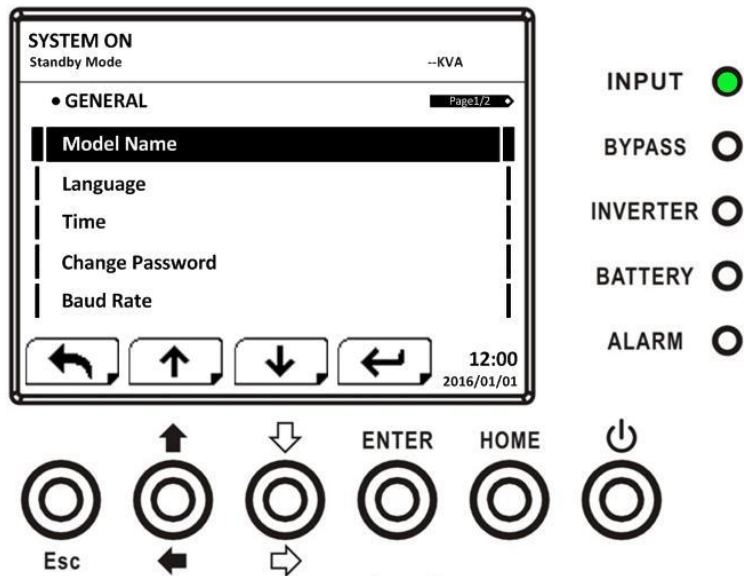 SYSTEM ON
Standby Mode --KVA
• GENERAL Page1/2
Model Name
Language
Time
Change Password
Baud Rate
12:00
2016/01/01
INPUT
BYPASS
INVERTER
BATTERY
ALARM
ENTER HOME
Esc